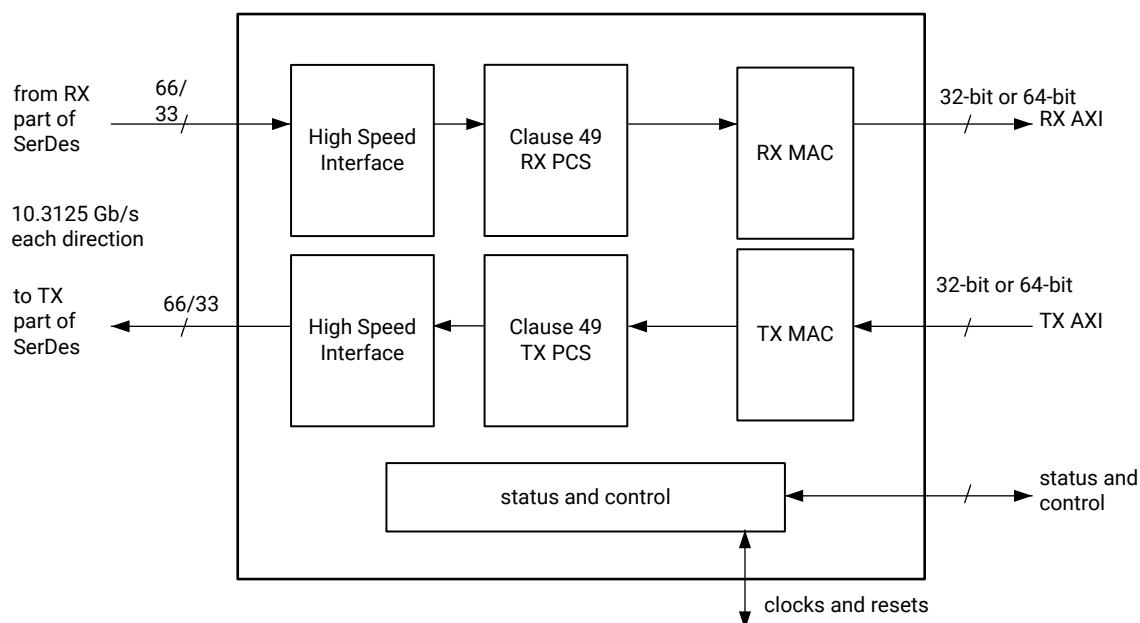 from RX
part of
SerDes
66/
33
High Speed
Interface
Clause 49
RX PCS
RX MAC
32-bit or 64-bit
RX AXI
10.3125 Gb/s
each direction
to TX
part of
SerDes
66/33
High Speed
Interface
Clause 49
TX PCS
TX MAC
32-bit or 64-bit
TX AXI
status and control
status and
control
clocks and resets